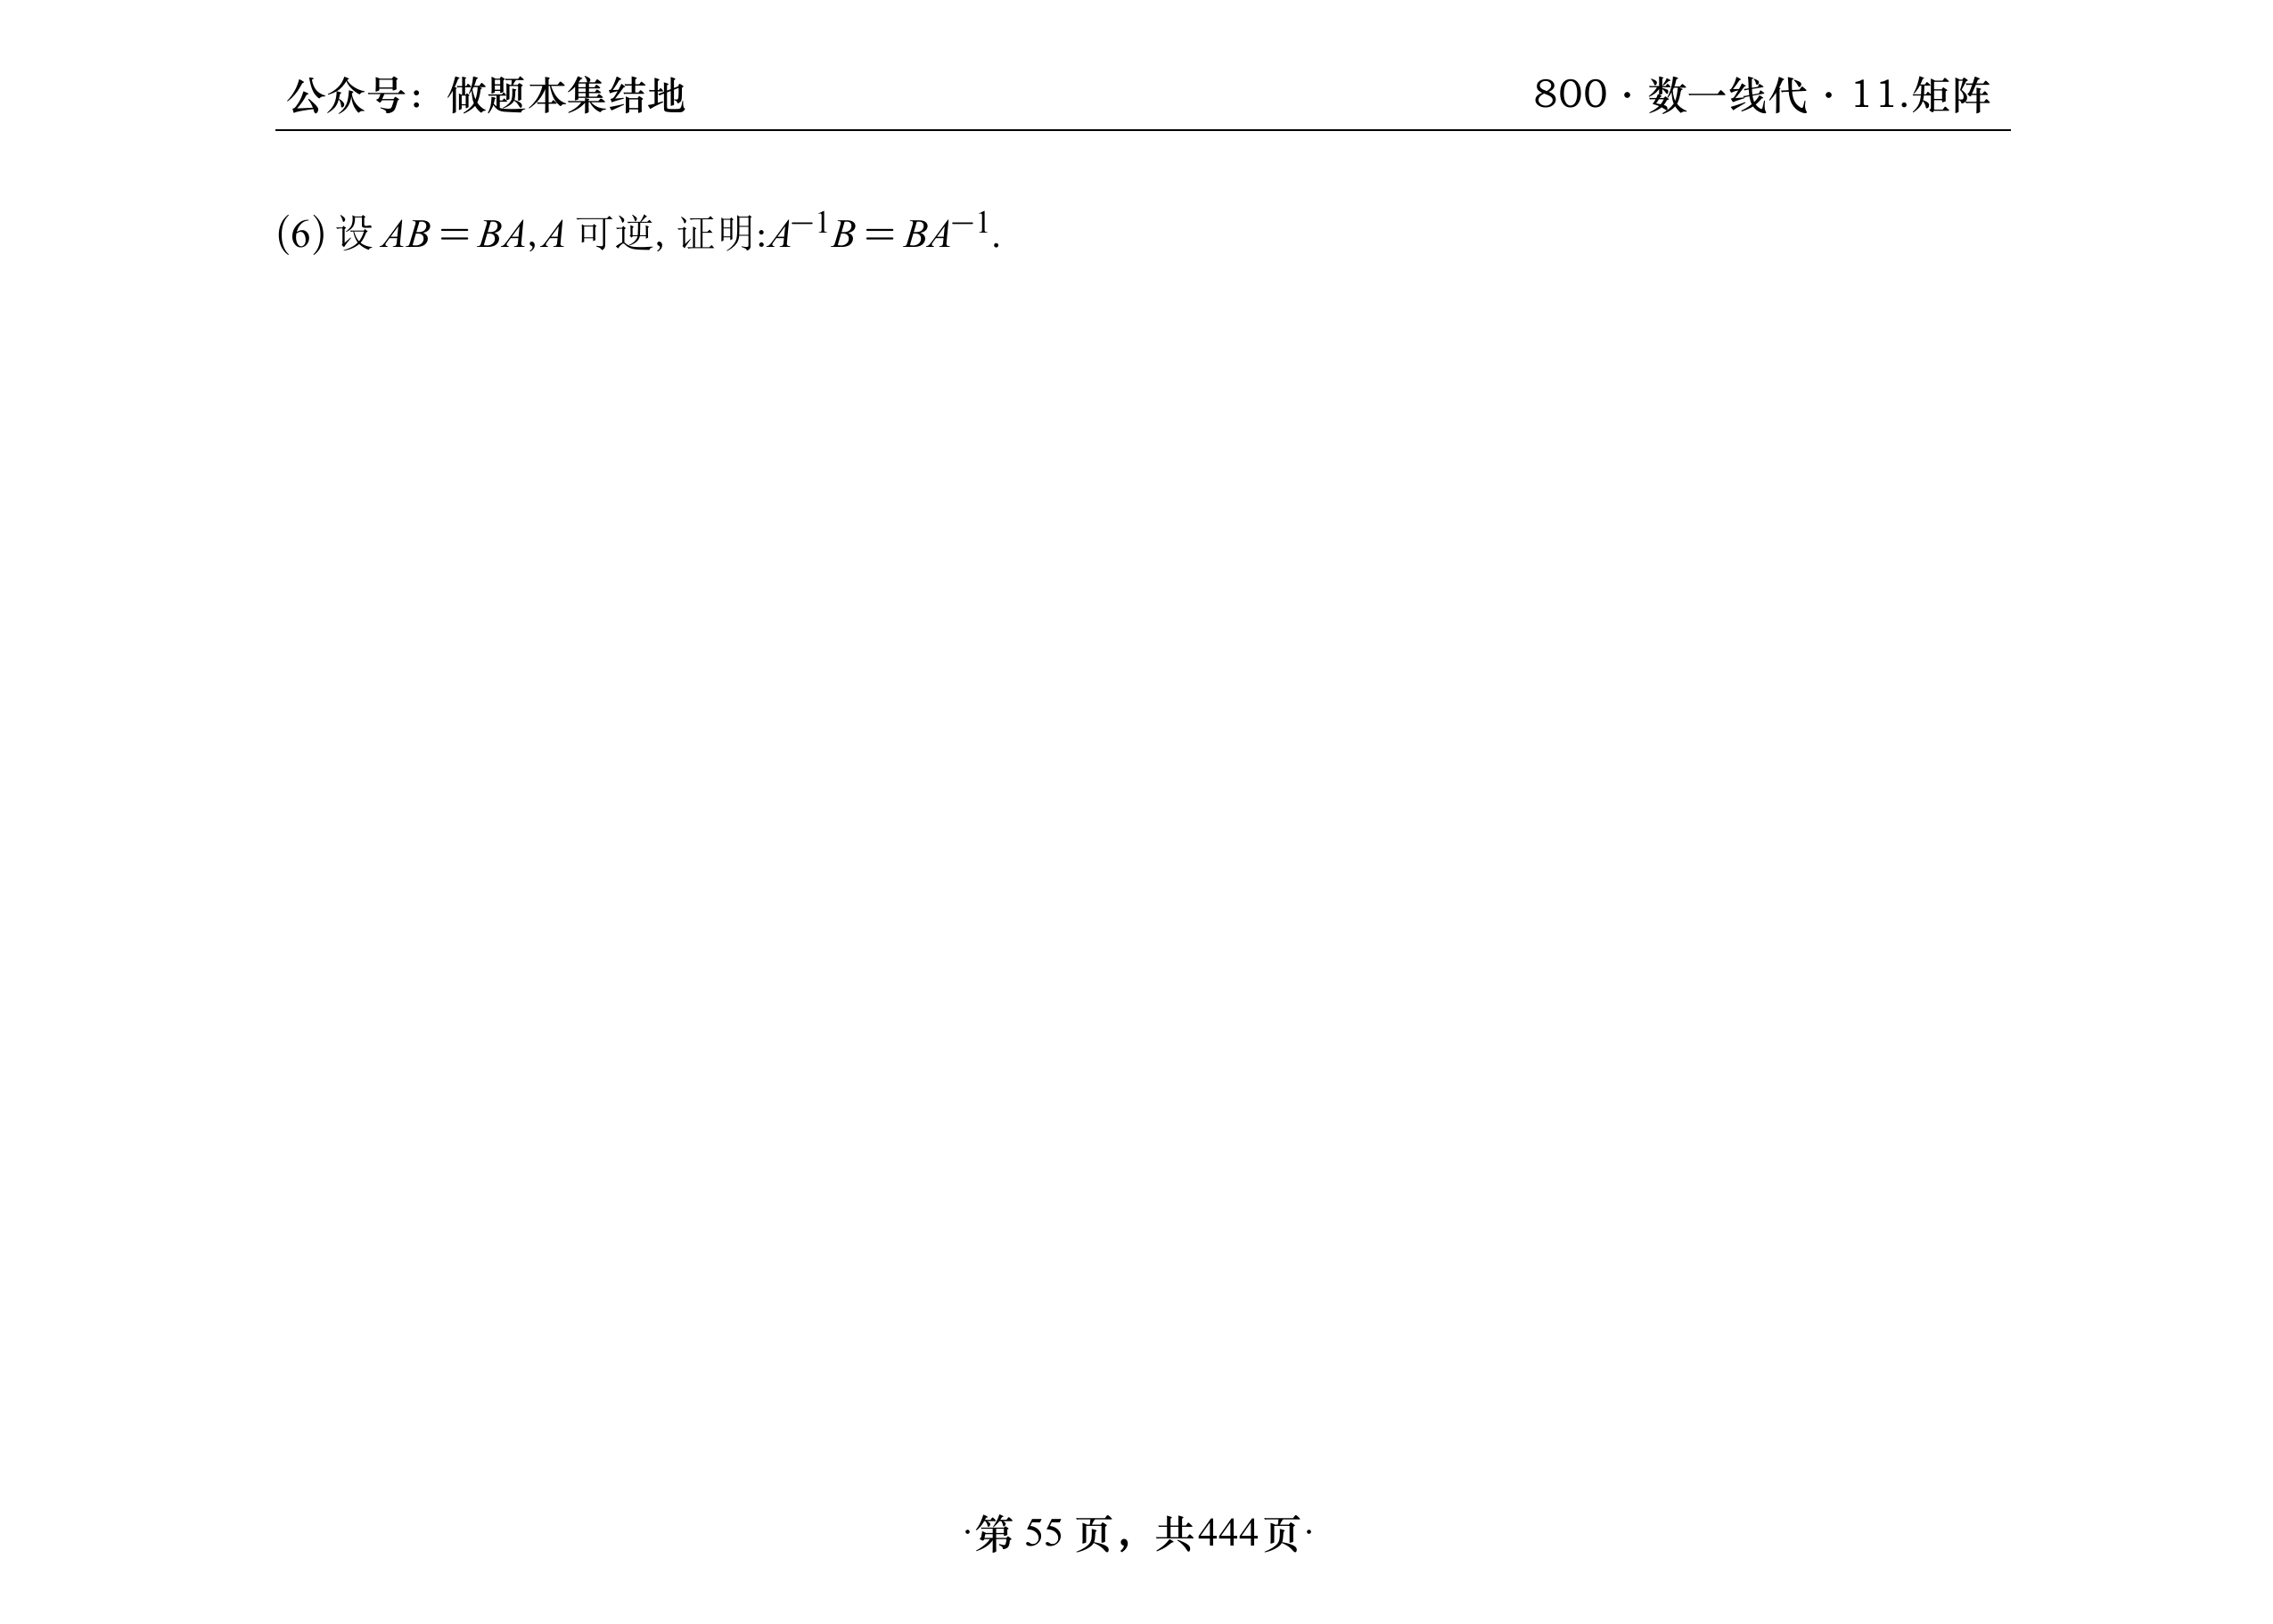 公众号：做题本集结地
800·数一线代·11.矩阵
(6) 设 AB = BA, A 可逆, 证明:A⁻¹B = BA⁻¹.
·第 55 页，共444页·